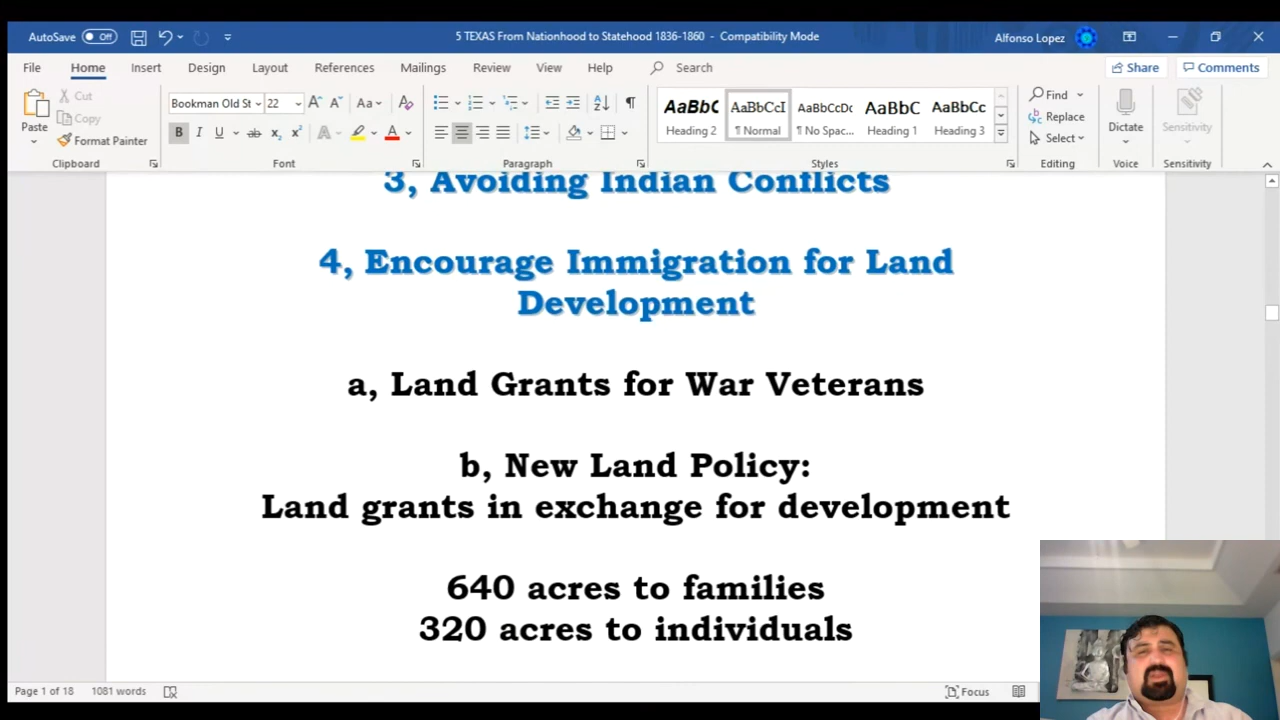 AutoSave Off 5 TEXAS From Nationhood to Statehood 1836-1860 - Compatibility Mode Alfonso Lopez
File Home Insert Design Layout References Mailings Review View Help Search Share Comments
Paste
Cut
Copy
Format Painter
Clipboard
Bookman Old St 22
Font
Paragraph
AaBbC AaBbCcI AaBbCcDc AaBbC AaBbCc
Heading 2 ¶ Normal ¶ No Spac... Heading 1 Heading 3
Styles
Find
Replace
Select
Editing
Dictate
Voice
Sensitivity
Sensitivity
3, Avoiding Indian Conflicts
4, Encourage Immigration for Land
Development
a, Land Grants for War Veterans
b, New Land Policy:
Land grants in exchange for development
640 acres to families
320 acres to individuals
Page 1 of 18 1081 words Focus